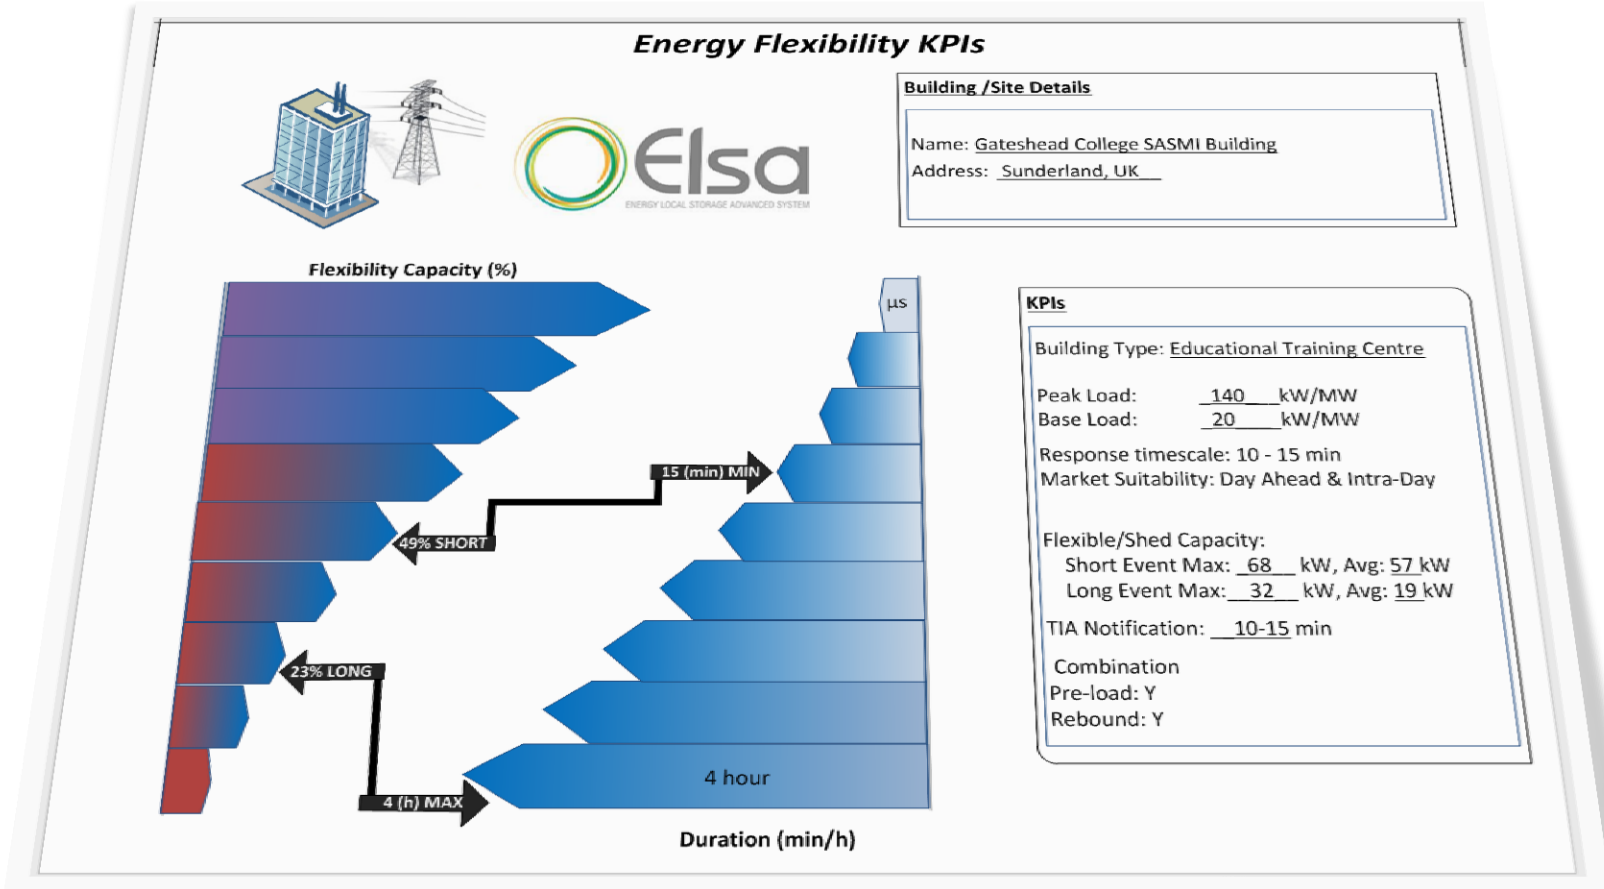 Energy Flexibility KPIs
Elsa
ENERGY LOCAL STORAGE ADVANCED SYSTEM
Building /Site Details
Name: Gateshead College SASMI Building
Address: Sunderland, UK
Flexibility Capacity (%)
µs
15 (min) MIN
49% SHORT
23% LONG
4 hour
4 (h) MAX
Duration (min/h)
KPIs
Building Type: Educational Training Centre
Peak Load: 140 kW/MW
Base Load: 20 kW/MW
Response timescale: 10 - 15 min
Market Suitability: Day Ahead & Intra-Day
Flexible/Shed Capacity:
Short Event Max: 68 kW, Avg: 57 kW
Long Event Max: 32 kW, Avg: 19 kW
TIA Notification: 10-15 min
Combination
Pre-load: Y
Rebound: Y